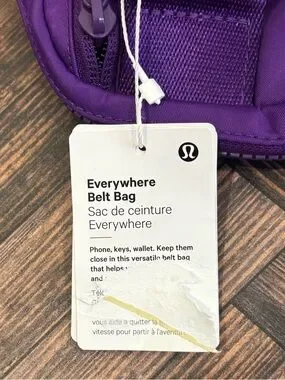 Everywhere
Belt Bag
Sac de ceinture
Everywhere
Phone, keys, wallet. Keep them
close in this versatile belt bag
that helps
and
vous aide à quitter la
vitesse pour partir à l'aventure